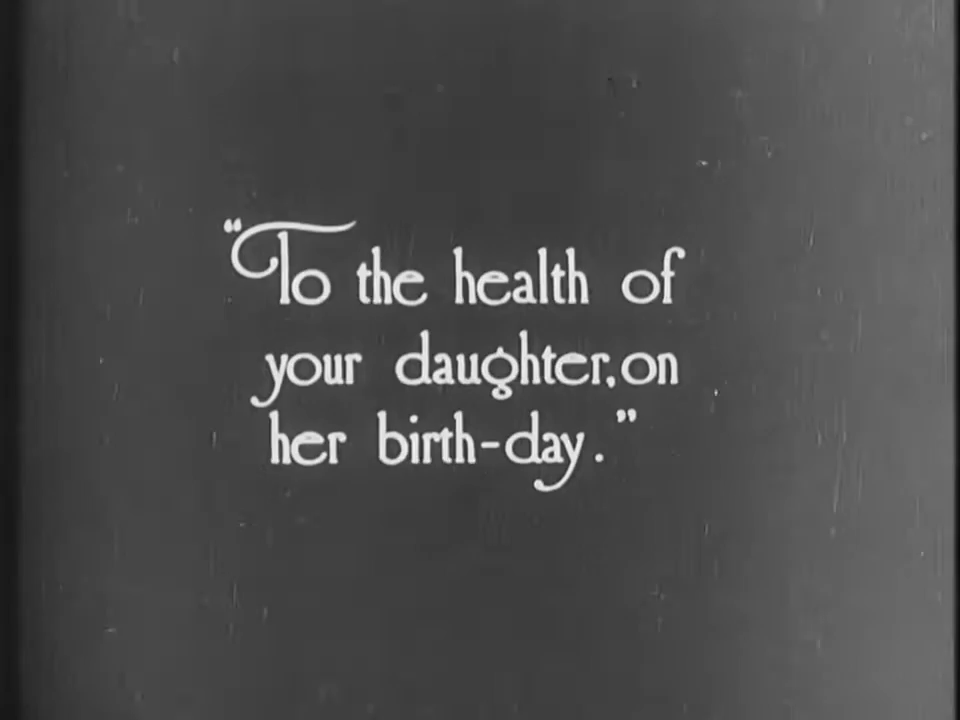 “To the health of
your daughter, on
her birth-day.”